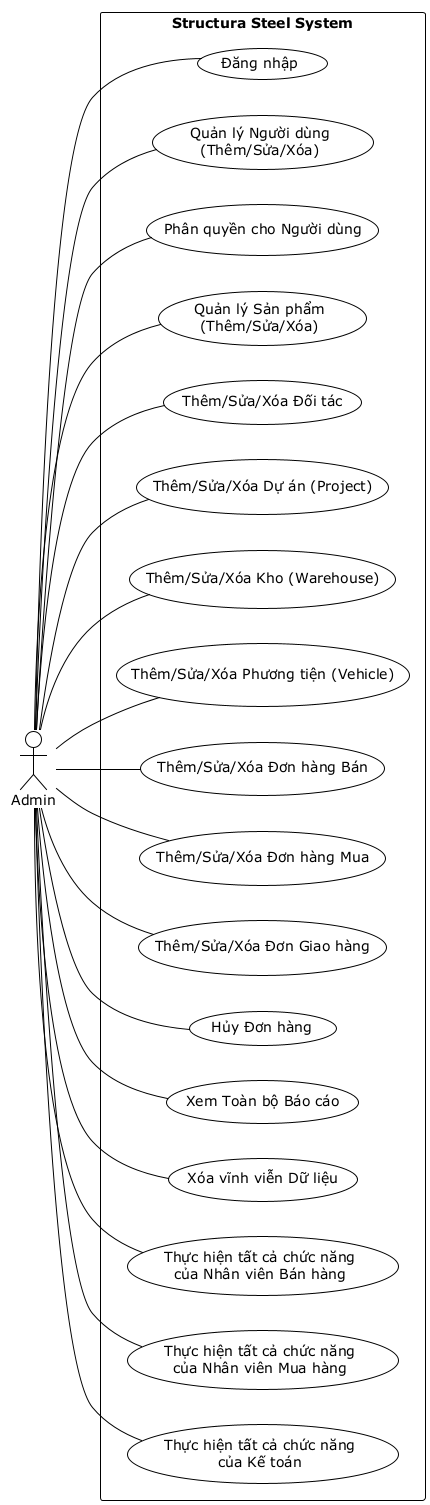 Structura Steel System
Đăng nhập
Quản lý Người dùng
(Thêm/Sửa/Xóa)
Phân quyền cho Người dùng
Quản lý Sản phẩm
(Thêm/Sửa/Xóa)
Thêm/Sửa/Xóa Đối tác
Thêm/Sửa/Xóa Dự án (Project)
Thêm/Sửa/Xóa Kho (Warehouse)
Thêm/Sửa/Xóa Phương tiện (Vehicle)
Thêm/Sửa/Xóa Đơn hàng Bán
Admin
Thêm/Sửa/Xóa Đơn hàng Mua
Thêm/Sửa/Xóa Đơn Giao hàng
Hủy Đơn hàng
Xem Toàn bộ Báo cáo
Xóa vĩnh viễn Dữ liệu
Thực hiện tất cả chức năng
của Nhân viên Bán hàng
Thực hiện tất cả chức năng
của Nhân viên Mua hàng
Thực hiện tất cả chức năng
của Kế toán